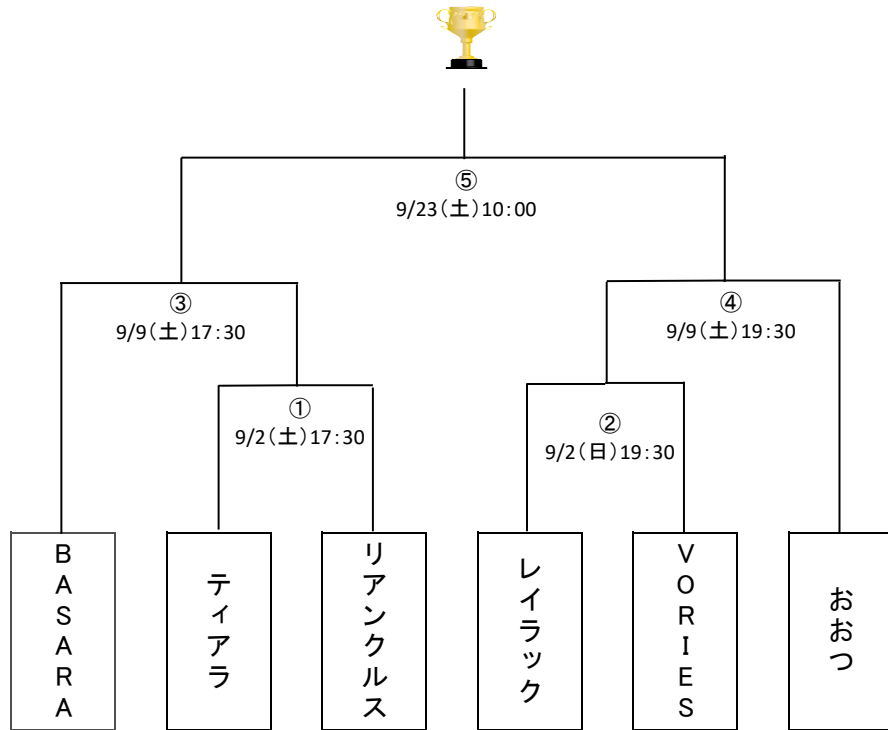 ⑤
9/23(土)10:00
③
9/9(土)17:30
④
9/9(土)19:30
①
9/2(土)17:30
②
9/2(日)19:30
BASARA
ティアラ
リアンクルス
レイラック
VORIES
おおつ